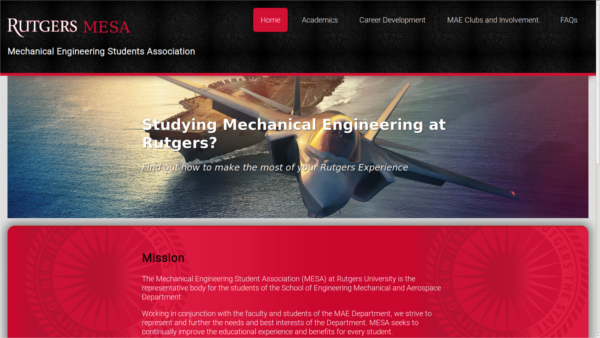 RUTGERS MESA
Mechanical Engineering Students Association
Home Academics Career Development MAE Clubs and Involvement FAQs
Studying Mechanical Engineering at
Rutgers?
Find out how to make the most of your Rutgers Experience
Mission
The Mechanical Engineering Student Association (MESA) at Rutgers University is the
representative body for the students of the School of Engineering Mechanical and Aerospace
Department.
Working in conjunction with the faculty and students of the MAE Department, we strive to
represent and further the needs and best interests of the Department. MESA seeks to
continually improve the educational experience and benefits for every student.